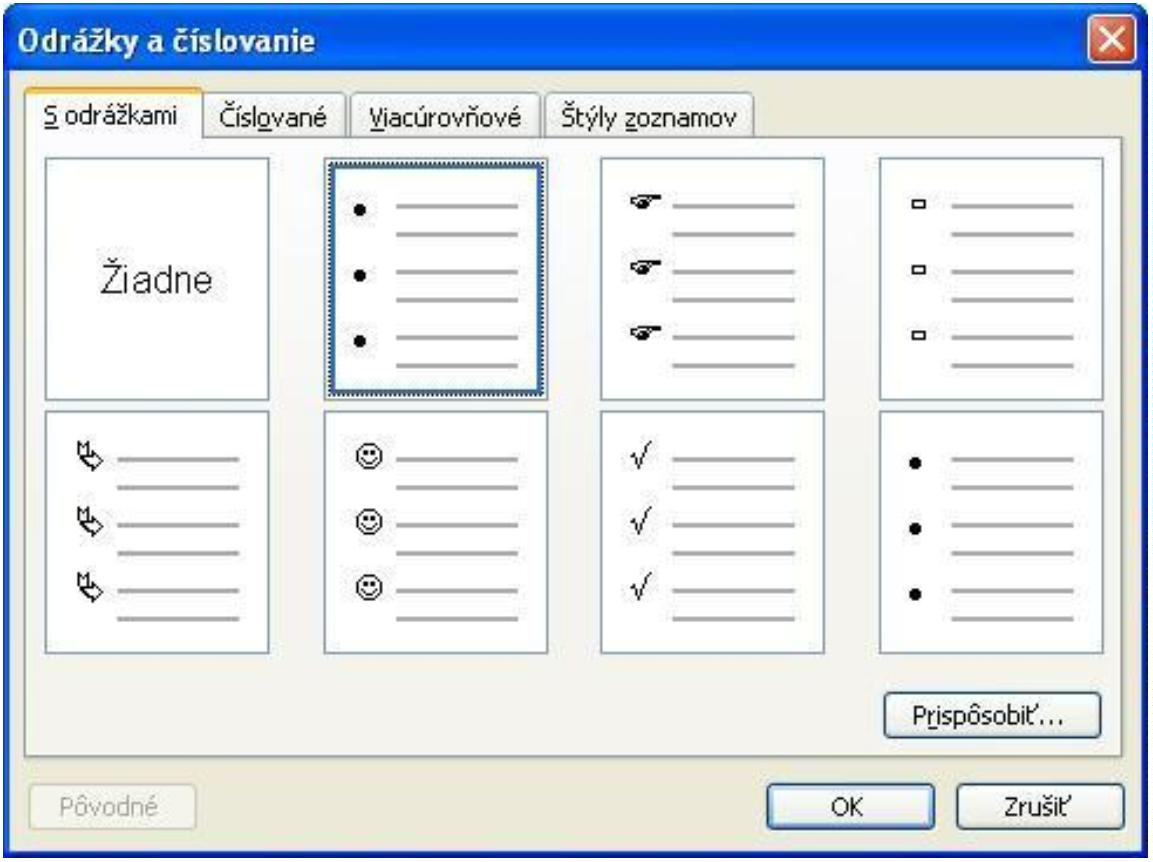 Odrážky a číslovanie
S odrážkami Číslované Viacúrovňové Štýly zoznamov
Žiadne
Prispôsobiť...
Pôvodné OK Zrušiť